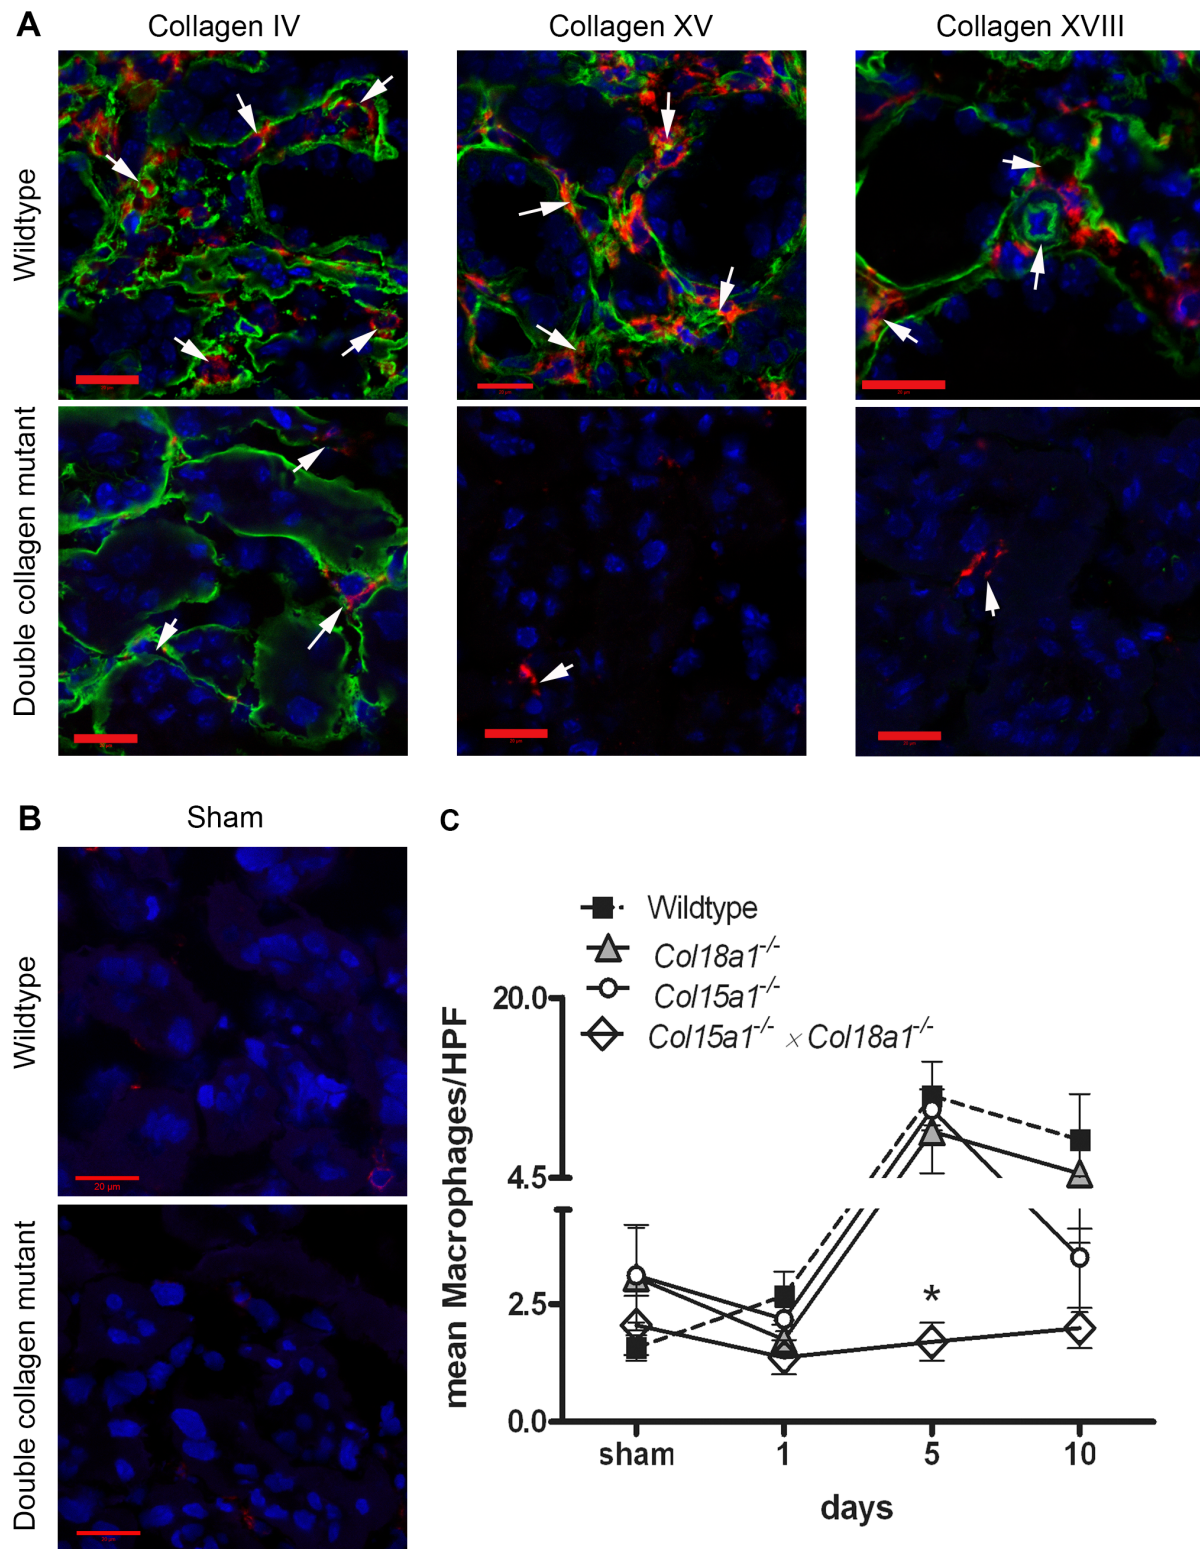 A
Collagen IV
Collagen XV
Collagen XVIII
Wildtype
Double collagen mutant
B
Sham
Wildtype
20 µm
Double collagen mutant
C
Wildtype
Col18a1-/-
Col15a1-/-
Col15a1-/- × Col18a1-/-
mean Macrophages/HPF
20.0
4.5
2.5
0.0
*
sham
1
5
10
days